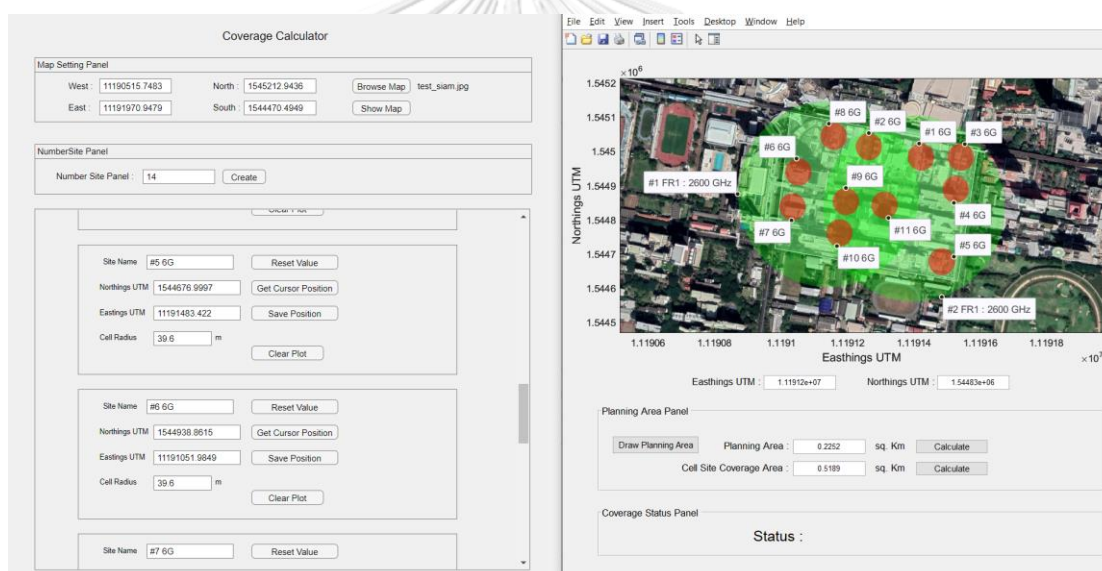 Coverage Calculator
Map Setting Panel
West : 11190515.7483 North : 1545212.9436 Browse Map test_siam.jpg
East : 11191970.9479 South : 1544470.4949 Show Map
NumberSite Panel
Number Site Panel : 14 Create
Clear Plot
Site Name #5 6G Reset Value
Northings UTM 1544676.9997 Get Cursor Position
Eastings UTM 11191483.422 Save Position
Cell Radius 39.6 m
Clear Plot
Site Name #6 6G Reset Value
Northings UTM 1544938.8615 Get Cursor Position
Eastings UTM 11191051.9849 Save Position
Cell Radius 39.6 m
Clear Plot
Site Name #7 6G Reset Value
File Edit View Insert Tools Desktop Window Help
×10^6
1.5452
1.5451
1.545
1.5449
1.5448
1.5447
1.5446
1.5445
Northings UTM
#8 6G
#2 6G
#1 6G
#3 6G
#6 6G
#9 6G
#1 FR1 : 2600 GHz
#4 6G
#7 6G
#11 6G
#5 6G
#10 6G
#2 FR1 : 2600 GHz
1.11906 1.11908 1.1191 1.11912 1.11914 1.11916 1.11918
Easthings UTM
×10^7
Easthings UTM : 1.11912e+07 Northings UTM : 1.54483e+06
Planning Area Panel
Draw Planning Area Planning Area : 0.2252 sq. Km Calculate
Cell Site Coverage Area : 0.5189 sq. Km Calculate
Coverage Status Panel
Status :